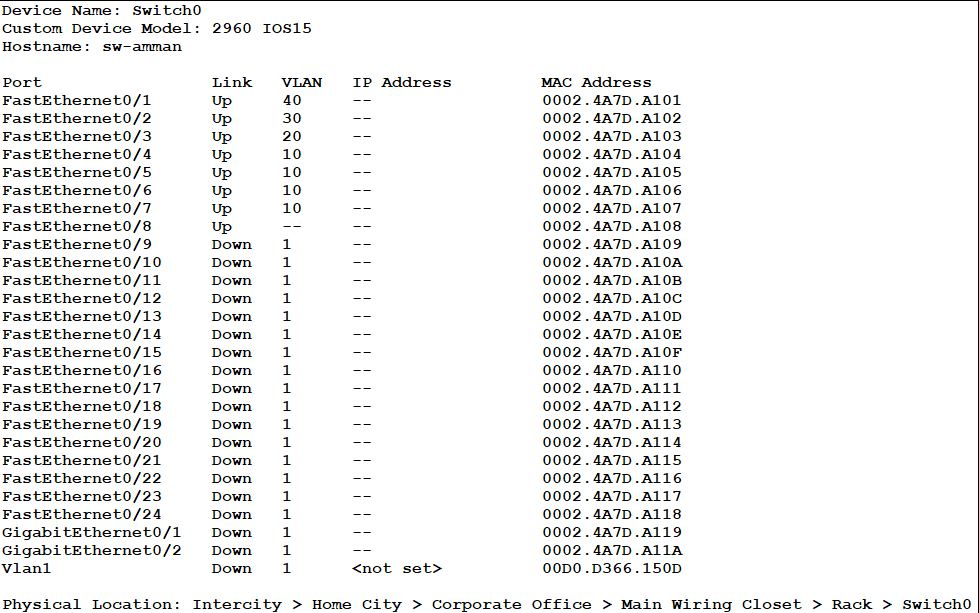 Device Name: Switch0
Custom Device Model: 2960 IOS15
Hostname: sw-amman
Port Link VLAN IP Address MAC Address
FastEthernet0/1 Up 40 -- 0002.4A7D.A101
FastEthernet0/2 Up 30 -- 0002.4A7D.A102
FastEthernet0/3 Up 20 -- 0002.4A7D.A103
FastEthernet0/4 Up 10 -- 0002.4A7D.A104
FastEthernet0/5 Up 10 -- 0002.4A7D.A105
FastEthernet0/6 Up 10 -- 0002.4A7D.A106
FastEthernet0/7 Up 10 -- 0002.4A7D.A107
FastEthernet0/8 Up -- -- 0002.4A7D.A108
FastEthernet0/9 Down 1 -- 0002.4A7D.A109
FastEthernet0/10 Down 1 -- 0002.4A7D.A10A
FastEthernet0/11 Down 1 -- 0002.4A7D.A10B
FastEthernet0/12 Down 1 -- 0002.4A7D.A10C
FastEthernet0/13 Down 1 -- 0002.4A7D.A10D
FastEthernet0/14 Down 1 -- 0002.4A7D.A10E
FastEthernet0/15 Down 1 -- 0002.4A7D.A10F
FastEthernet0/16 Down 1 -- 0002.4A7D.A110
FastEthernet0/17 Down 1 -- 0002.4A7D.A111
FastEthernet0/18 Down 1 -- 0002.4A7D.A112
FastEthernet0/19 Down 1 -- 0002.4A7D.A113
FastEthernet0/20 Down 1 -- 0002.4A7D.A114
FastEthernet0/21 Down 1 -- 0002.4A7D.A115
FastEthernet0/22 Down 1 -- 0002.4A7D.A116
FastEthernet0/23 Down 1 -- 0002.4A7D.A117
FastEthernet0/24 Down 1 -- 0002.4A7D.A118
GigabitEthernet0/1 Down 1 -- 0002.4A7D.A119
GigabitEthernet0/2 Down 1 -- 0002.4A7D.A11A
Vlan1 Down 1 <not set> 00D0.D366.150D
Physical Location: Intercity > Home City > Corporate Office > Main Wiring Closet > Rack > Switch0